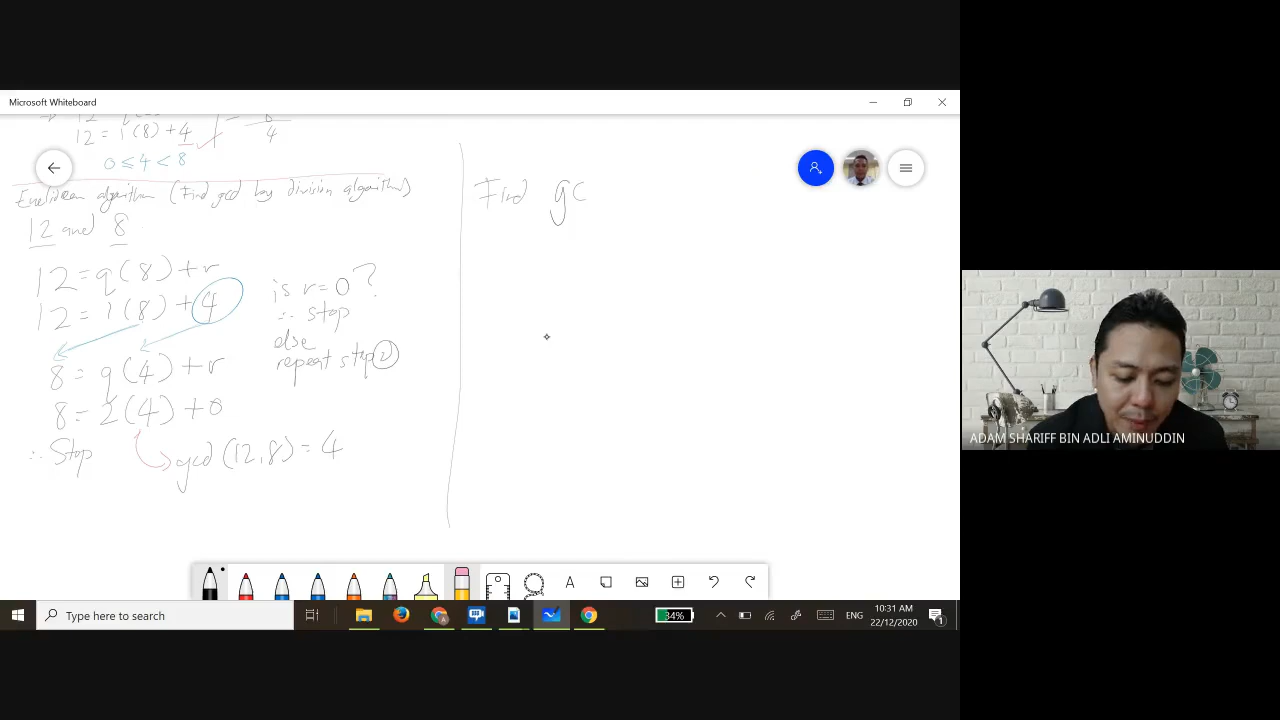 Microsoft Whiteboard
12 = 1(8) + 4
4
0 ≤ 4 < 8
Euclidean algorithm (Find gcd by division algorithm)
12 and 8
12 = q(8) + r
12 = 1(8) + 4
8 = q(4) + r
8 = 2(4) + 0
∴ Stop
gcd (12,8) = 4
is r = 0?
∴ stop
else
repeat step 2
Find gc
ADAM SHARIFF BIN ADLI AMINUDDIN
A
Type here to search
34%
ENG
10:31 AM
22/12/2020
1